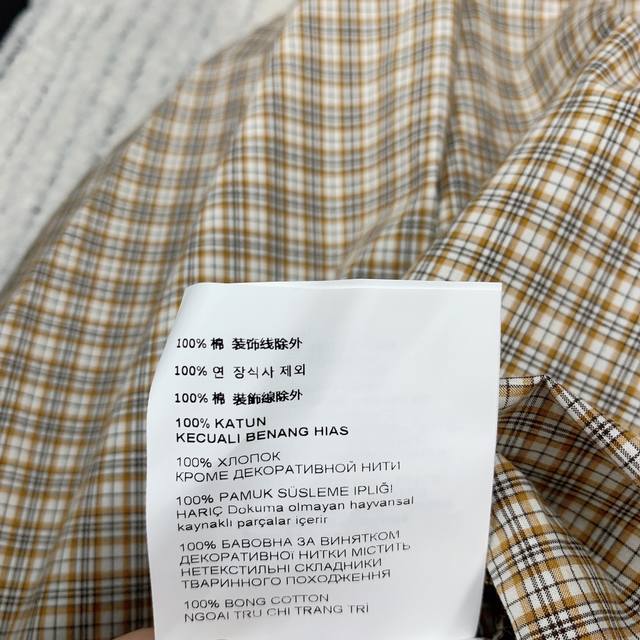 100% 棉 装饰线除外
100% 연 장식사 제외
100% 棉 裝飾線除外
100% KATUN
KECUALI BENANG HIAS
100% ХЛОПОК
КРОМЕ ДЕКОРАТИВНОЙ НИТИ
100% PAMUK SÜSLEME IPLIĞI
HARIÇ Dokuma olmayan hayvansal
kaynaklı parçalar içerir
100% БАВОВНА ЗА ВИНЯТКОМ
ДЕКОРАТИВНОЇ НИТКИ МІСТИТЬ
НЕТЕКСТИЛЬНІ СКЛАДНИКИ
ТВАРИННОГО ПОХОДЖЕННЯ
100% BONG COTTON
NGOAI TRU CHI TRANG TRÍ